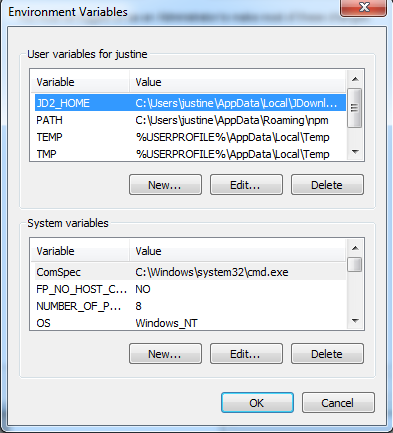 Environment Variables
User variables for justine
Variable Value
JD2_HOME C:\Users\justine\AppData\Local\JDownl...
PATH C:\Users\justine\AppData\Roaming\npm
TEMP %USERPROFILE%\AppData\Local\Temp
TMP %USERPROFILE%\AppData\Local\Temp
New... Edit... Delete
System variables
Variable Value
ComSpec C:\Windows\system32\cmd.exe
FP_NO_HOST_C... NO
NUMBER_OF_P... 8
OS Windows_NT
New... Edit... Delete
OK Cancel